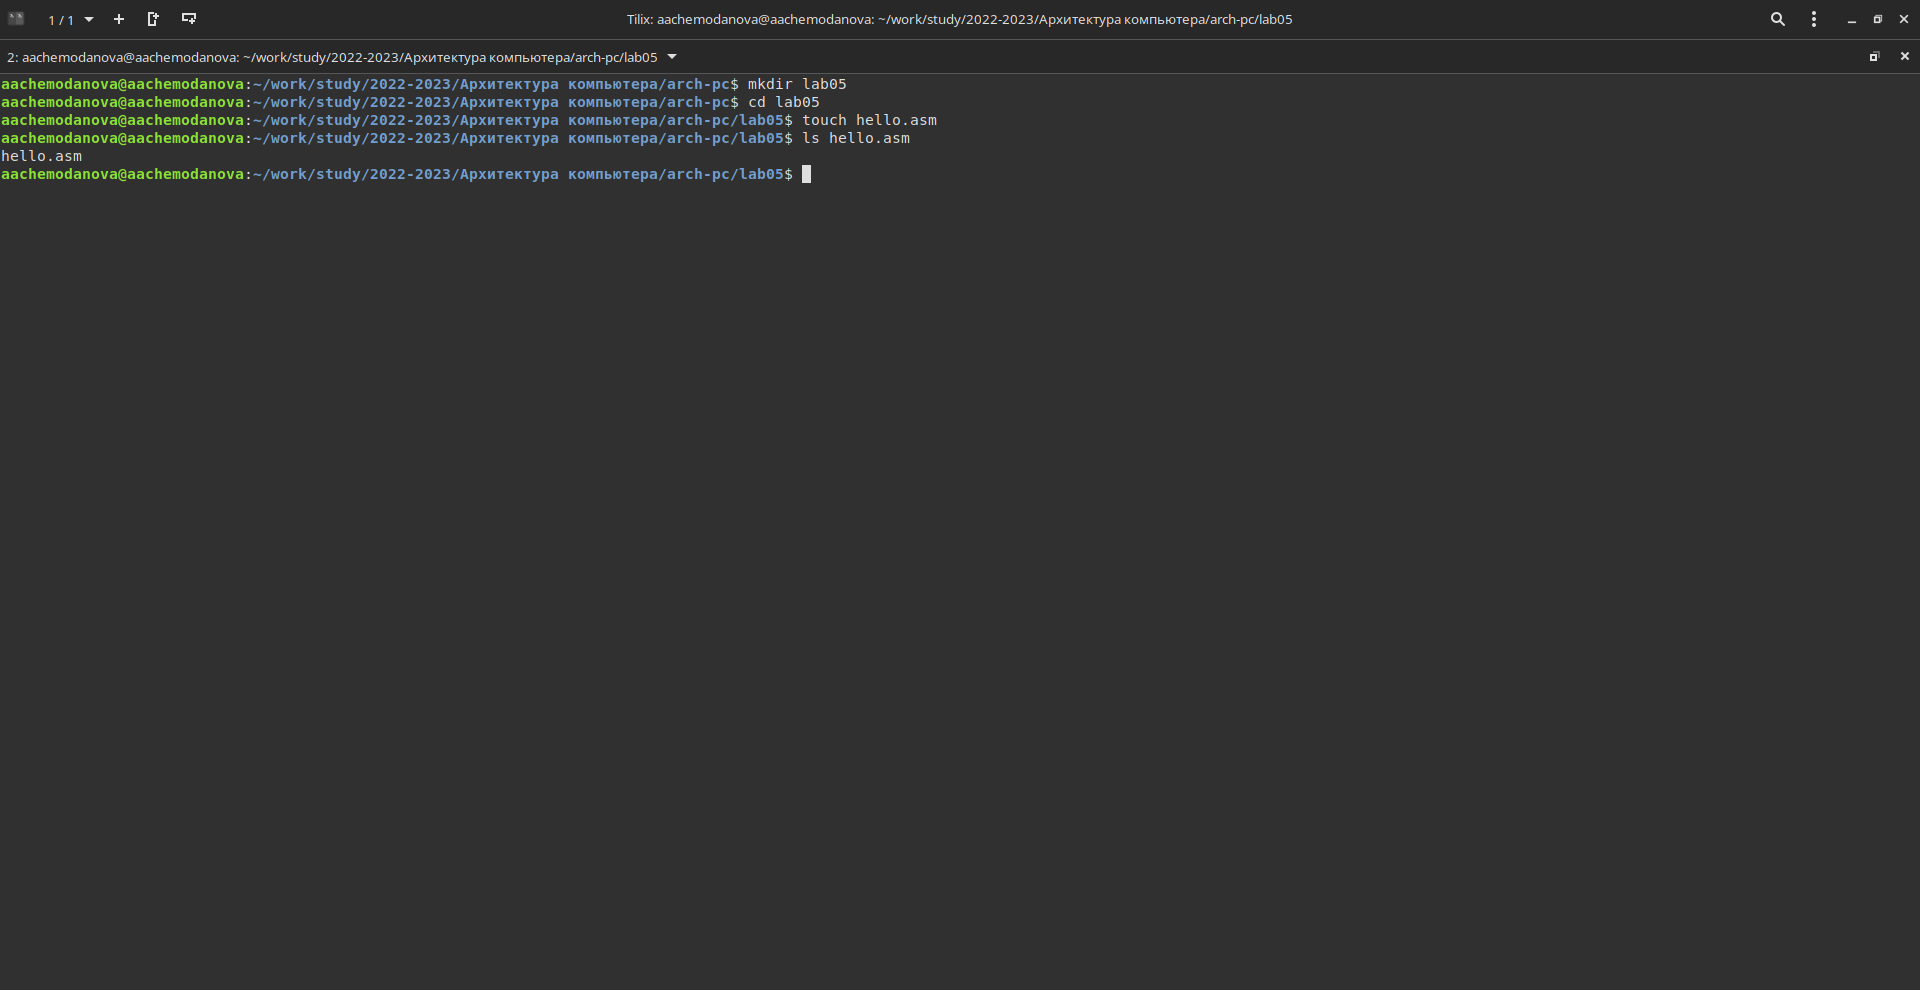 1 / 1
Tilix: aachemodanova@aachemodanova: ~/work/study/2022-2023/Архитектура компьютера/arch-pc/lab05
2: aachemodanova@aachemodanova: ~/work/study/2022-2023/Архитектура компьютера/arch-pc/lab05
aachemodanova@aachemodanova:~/work/study/2022-2023/Архитектура компьютера/arch-pc$ mkdir lab05
aachemodanova@aachemodanova:~/work/study/2022-2023/Архитектура компьютера/arch-pc$ cd lab05
aachemodanova@aachemodanova:~/work/study/2022-2023/Архитектура компьютера/arch-pc/lab05$ touch hello.asm
aachemodanova@aachemodanova:~/work/study/2022-2023/Архитектура компьютера/arch-pc/lab05$ ls hello.asm
hello.asm
aachemodanova@aachemodanova:~/work/study/2022-2023/Архитектура компьютера/arch-pc/lab05$